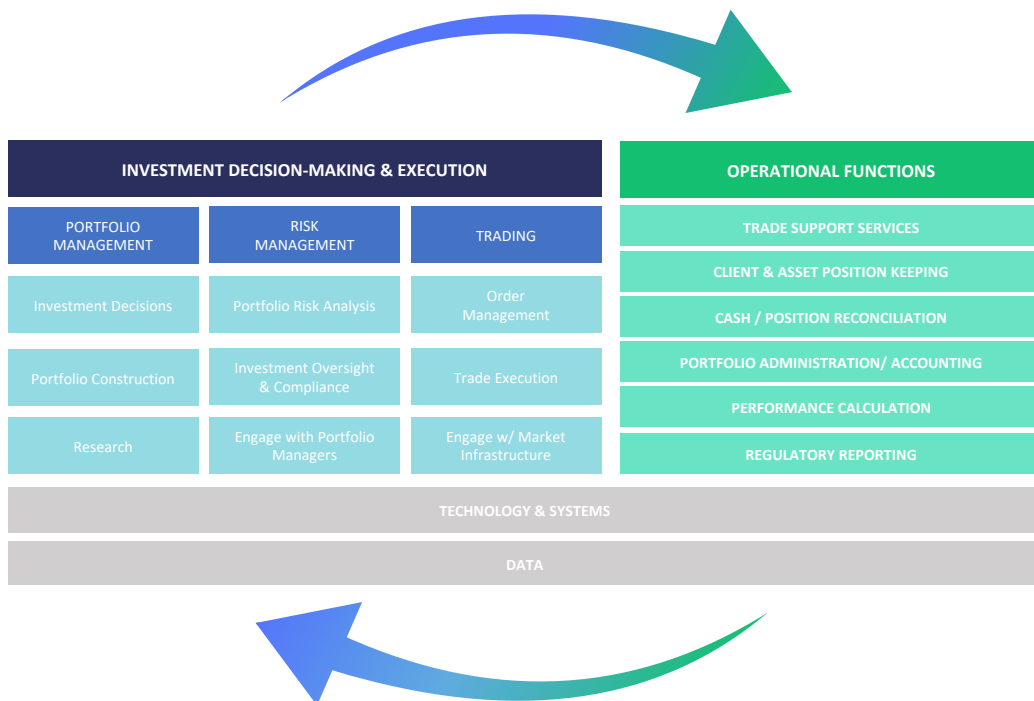 INVESTMENT DECISION-MAKING & EXECUTION
PORTFOLIO
MANAGEMENT
RISK
MANAGEMENT
TRADING
Investment Decisions
Portfolio Risk Analysis
Order
Management
Portfolio Construction
Investment Oversight
& Compliance
Trade Execution
Research
Engage with Portfolio
Managers
Engage w/ Market
Infrastructure
OPERATIONAL FUNCTIONS
TRADE SUPPORT SERVICES
CLIENT & ASSET POSITION KEEPING
CASH / POSITION RECONCILIATION
PORTFOLIO ADMINISTRATION/ ACCOUNTING
PERFORMANCE CALCULATION
REGULATORY REPORTING
TECHNOLOGY & SYSTEMS
DATA